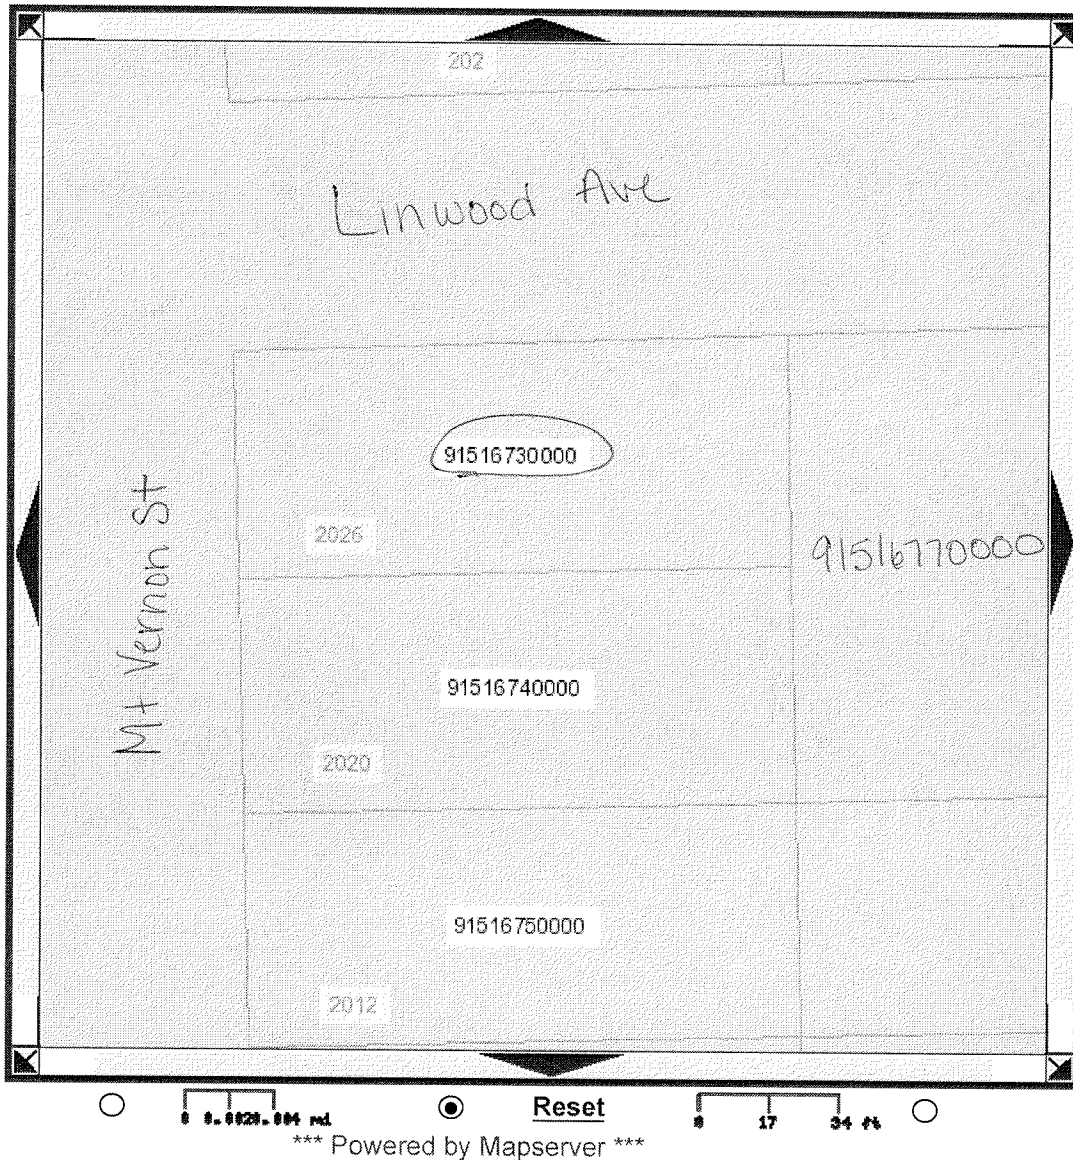 202
Linwood Ave
91516730000
2026
Mt Vernon St
91516770000
91516740000
2020
91516750000
2012
Reset
0 17 34 ft
*** Powered by Mapserver ***